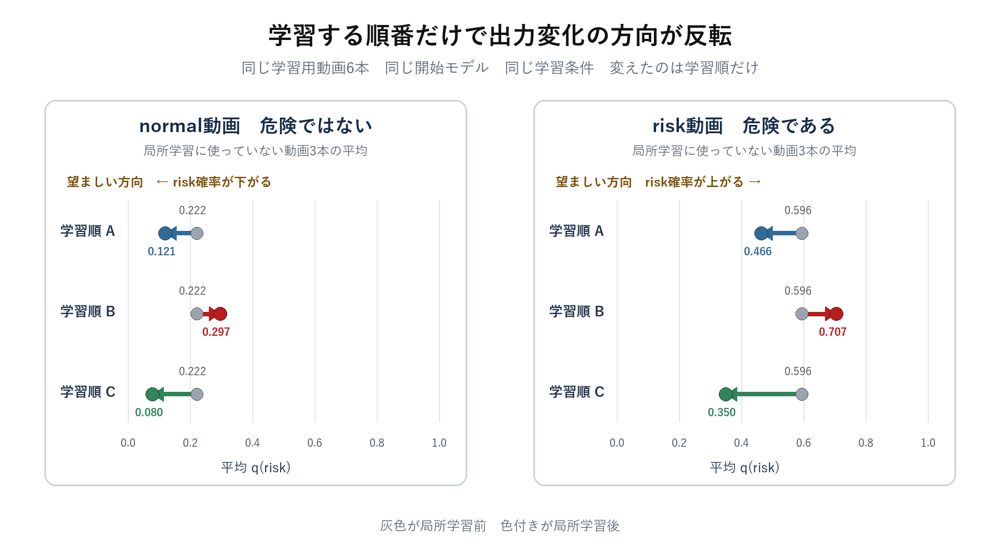 学習する順番だけで出力変化の方向が反転
同じ学習用動画6本　同じ開始モデル　同じ学習条件　変えたのは学習順だけ
normal動画　危険ではない
局所学習に使っていない動画3本の平均
望ましい方向　← risk確率が下がる
0.222
学習順 A
0.121
0.222
学習順 B
0.297
0.222
学習順 C
0.080
0.0 0.2 0.4 0.6 0.8 1.0
平均 q(risk)
risk動画　危険である
局所学習に使っていない動画3本の平均
望ましい方向　risk確率が上がる →
0.596
学習順 A
0.466
0.596
学習順 B
0.707
0.596
学習順 C
0.350
0.0 0.2 0.4 0.6 0.8 1.0
平均 q(risk)
灰色が局所学習前　色付きが局所学習後